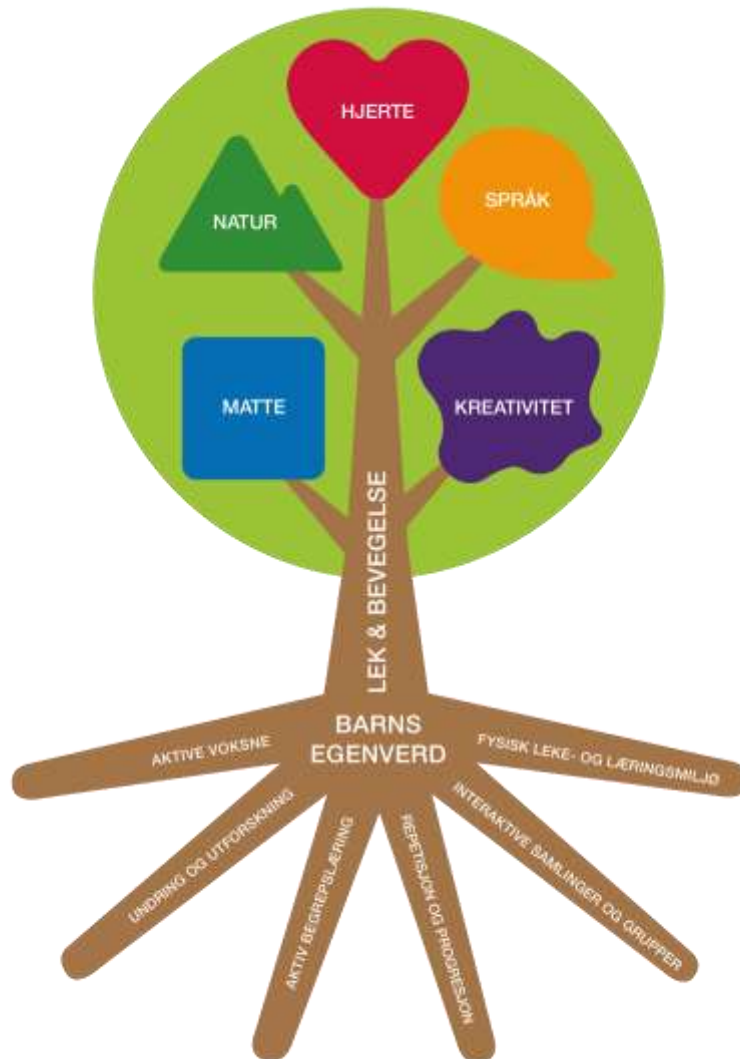 HJERTE
NATUR
SPRÅK
MATTE
KREATIVITET
LEK & BEVEGELSE
BARNS
EGENVERD
AKTIVE VOKSNE
UNDRING OG UTFORSKNING
AKTIV BEGREPSLÆRING
REPETISJON OG PROGRESJON
INTERAKTIVE SAMLINGER OG GRUPPER
FYSISK LEKE- OG LÆRINGSMILJØ